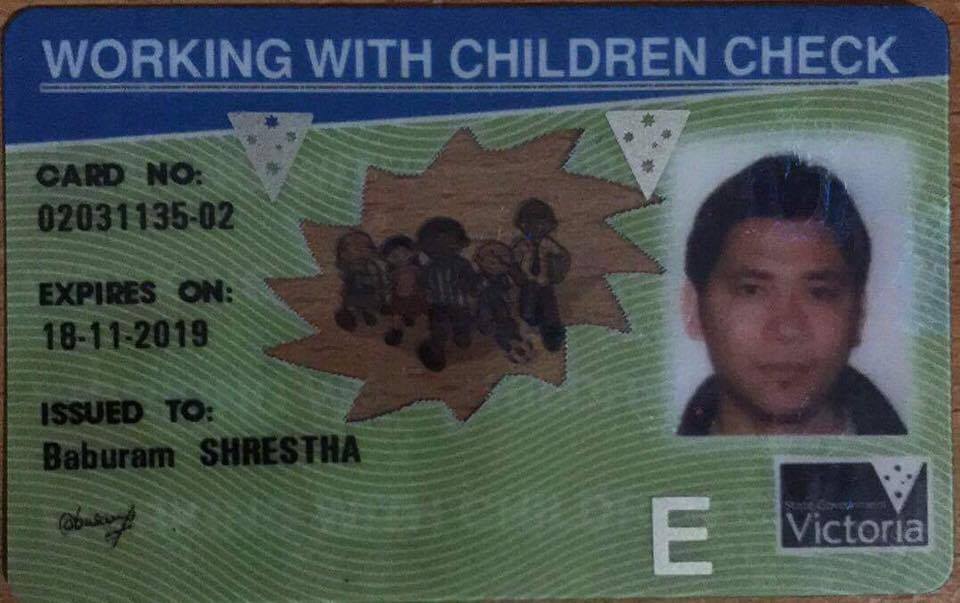 WORKING WITH CHILDREN CHECK
CARD NO:
02031135-02
EXPIRES ON:
18-11-2019
ISSUED TO:
Baburam SHRESTHA
E
State Government
Victoria